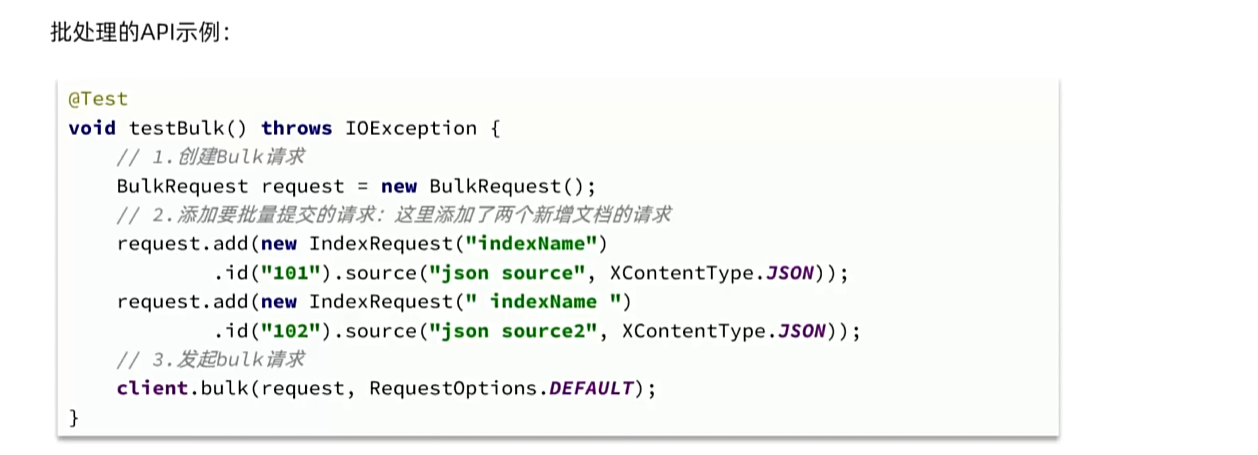 批处理的API示例：
@Test
void testBulk() throws IOException {
    // 1.创建Bulk请求
    BulkRequest request = new BulkRequest();
    // 2.添加要批量提交的请求：这里添加了两个新增文档的请求
    request.add(new IndexRequest("indexName")
            .id("101").source("json source", XContentType.JSON));
    request.add(new IndexRequest(" indexName ")
            .id("102").source("json source2", XContentType.JSON));
    // 3.发起bulk请求
    client.bulk(request, RequestOptions.DEFAULT);
}